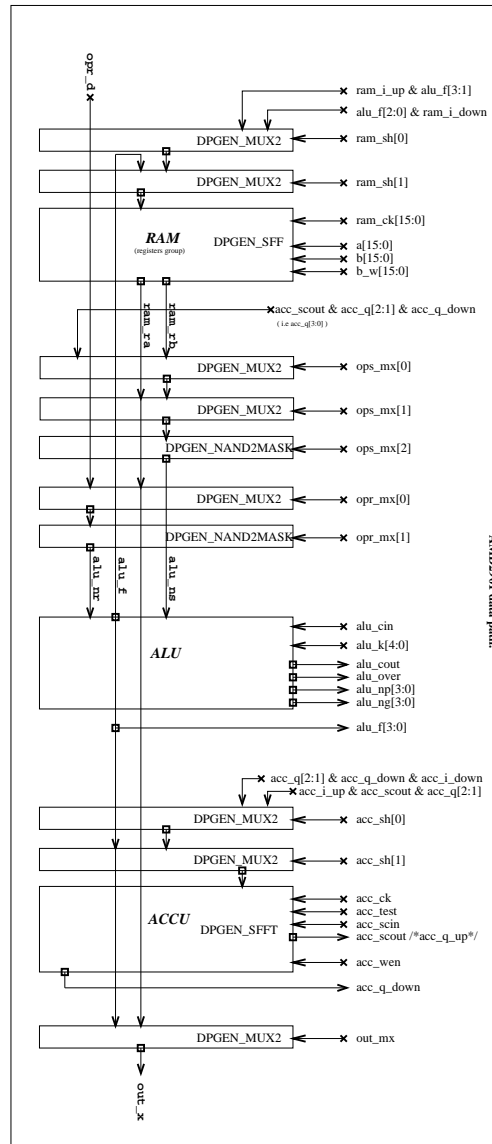 opr_d
ram_i_up & alu_f[3:1]
alu_f[2:0] & ram_i_down
DPGEN_MUX2
ram_sh[0]
DPGEN_MUX2
ram_sh[1]
RAM
(registers group)
DPGEN_SFF
ram_ck[15:0]
a[15:0]
b[15:0]
b_w[15:0]
ram_ra
ram_rb
acc_scout & acc_q[2:1] & acc_q_down
( i.e acc_q[3:0] )
DPGEN_MUX2
ops_mx[0]
DPGEN_MUX2
ops_mx[1]
DPGEN_NAND2MASK
ops_mx[2]
DPGEN_MUX2
opr_mx[0]
DPGEN_NAND2MASK
opr_mx[1]
alu_nr
alu_f
alu_ns
ALU
alu_cin
alu_k[4:0]
alu_cout
alu_over
alu_np[3:0]
alu_ng[3:0]
alu_f[3:0]
acc_q[2:1] & acc_q_down & acc_i_down
acc_i_up & acc_scout & acc_q[2:1]
DPGEN_MUX2
acc_sh[0]
DPGEN_MUX2
acc_sh[1]
ACCU
DPGEN_SFFT
acc_ck
acc_test
acc_scin
acc_scout /*acc_q_up*/
acc_wen
acc_q_down
DPGEN_MUX2
out_mx
out_x